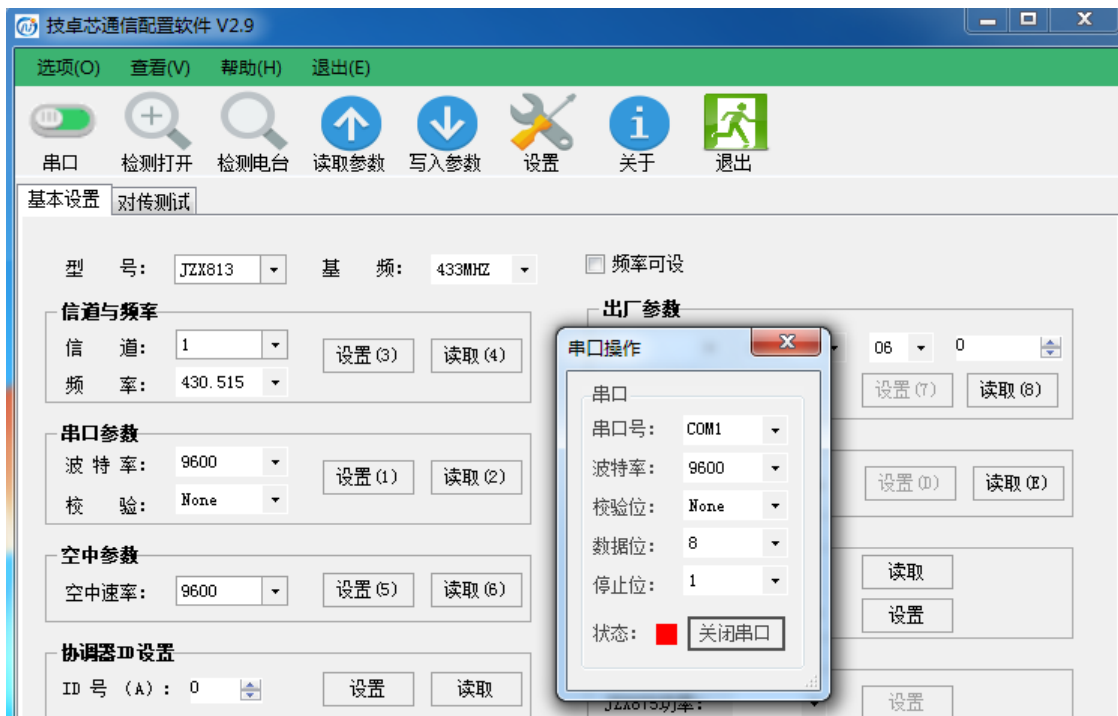 技卓芯通信配置软件 V2.9
选项(O) 查看(V) 帮助(H) 退出(E)
串口 检测打开 检测电台 读取参数 写入参数 设置 关于 退出
基本设置 对传测试
型 号: JZX813 基 频: 433MHZ 频率可设
信道与频率
信 道: 1 设置(3) 读取(4)
频 率: 430.515
出厂参数
06 0
设置(7) 读取(8)
串口参数
波 特 率: 9600 设置(1) 读取(2)
校 验: None
设置(D) 读取(E)
空中参数
空中速率: 9600 设置(5) 读取(6)
读取
设置
协调器ID设置
ID 号 (A): 0 设置 读取
设置
串口操作
串口
串口号: COM1
波特率: 9600
校验位: None
数据位: 8
停止位: 1
状态: 关闭串口